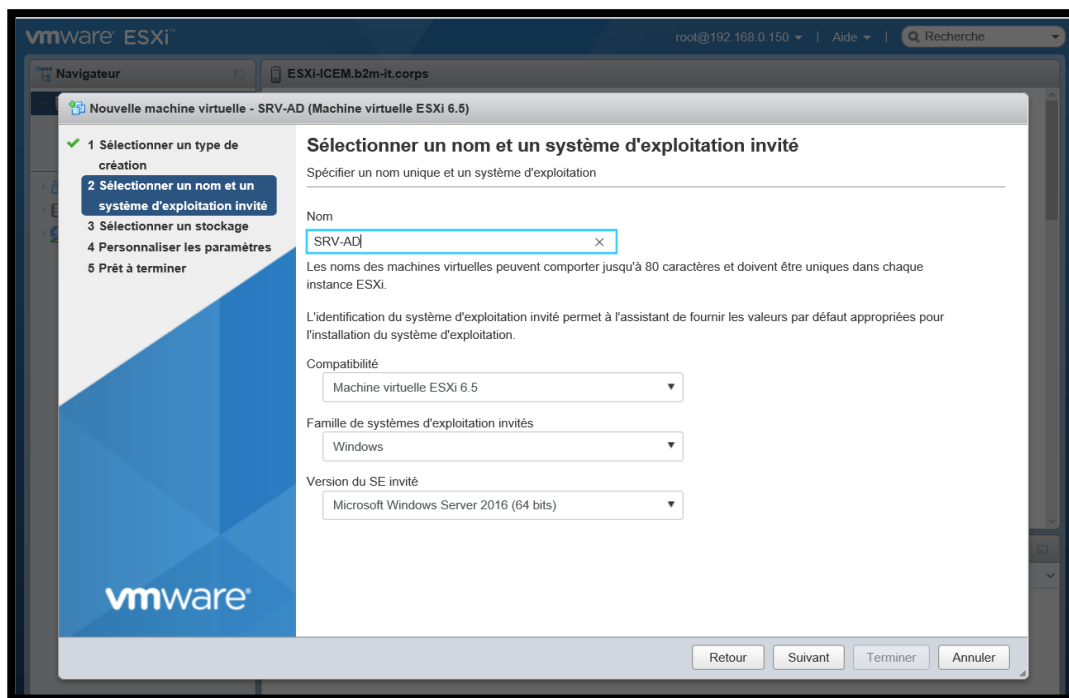 vmware® ESXi™
root@192.168.0.150 | Aide | Recherche
Navigateur
ESXi-ICEM.b2m-it.corps
Nouvelle machine virtuelle - SRV-AD (Machine virtuelle ESXi 6.5)
1 Sélectionner un type de
création
2 Sélectionner un nom et un
système d'exploitation invité
3 Sélectionner un stockage
4 Personnaliser les paramètres
5 Prêt à terminer
Sélectionner un nom et un système d'exploitation invité
Spécifier un nom unique et un système d'exploitation
Nom
SRV-AD
Les noms des machines virtuelles peuvent comporter jusqu'à 80 caractères et doivent être uniques dans chaque
instance ESXi.
L'identification du système d'exploitation invité permet à l'assistant de fournir les valeurs par défaut appropriées pour
l'installation du système d'exploitation.
Compatibilité
Machine virtuelle ESXi 6.5
Famille de systèmes d'exploitation invités
Windows
Version du SE invité
Microsoft Windows Server 2016 (64 bits)
vmware®
Retour
Suivant
Terminer
Annuler